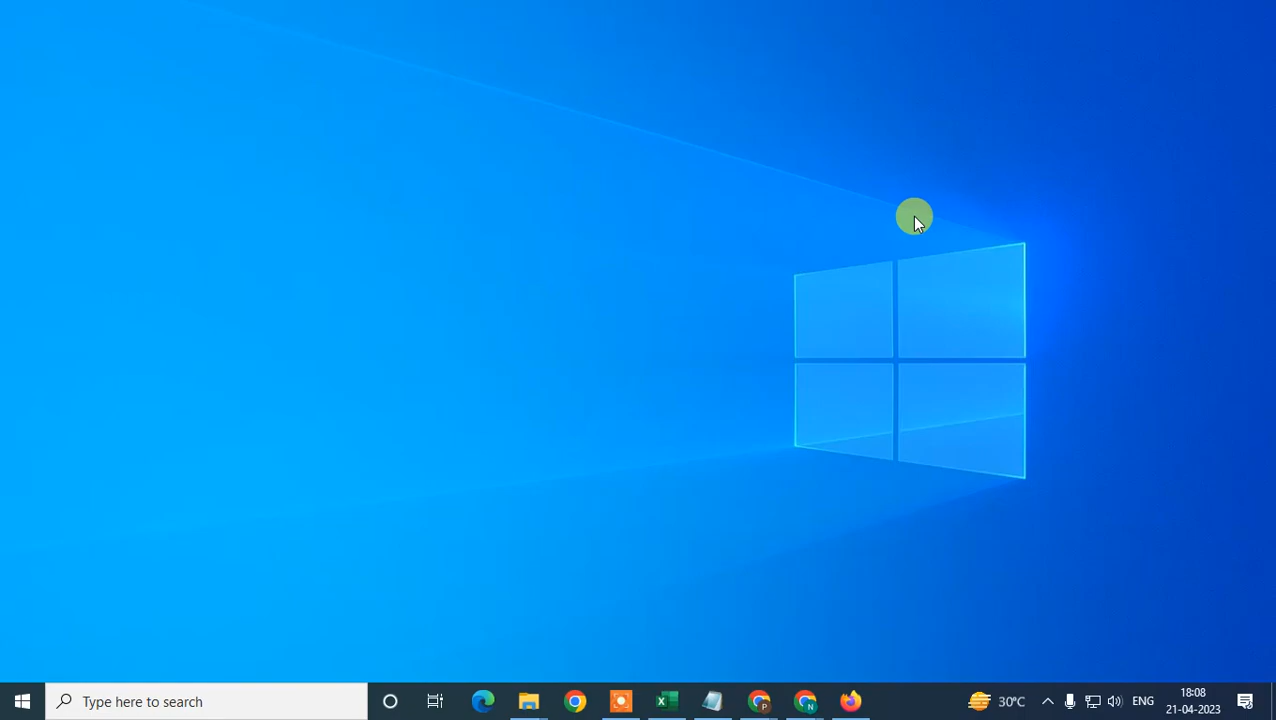 Type here to search
X
P
N
30°C
ENG
18:08
21-04-2023